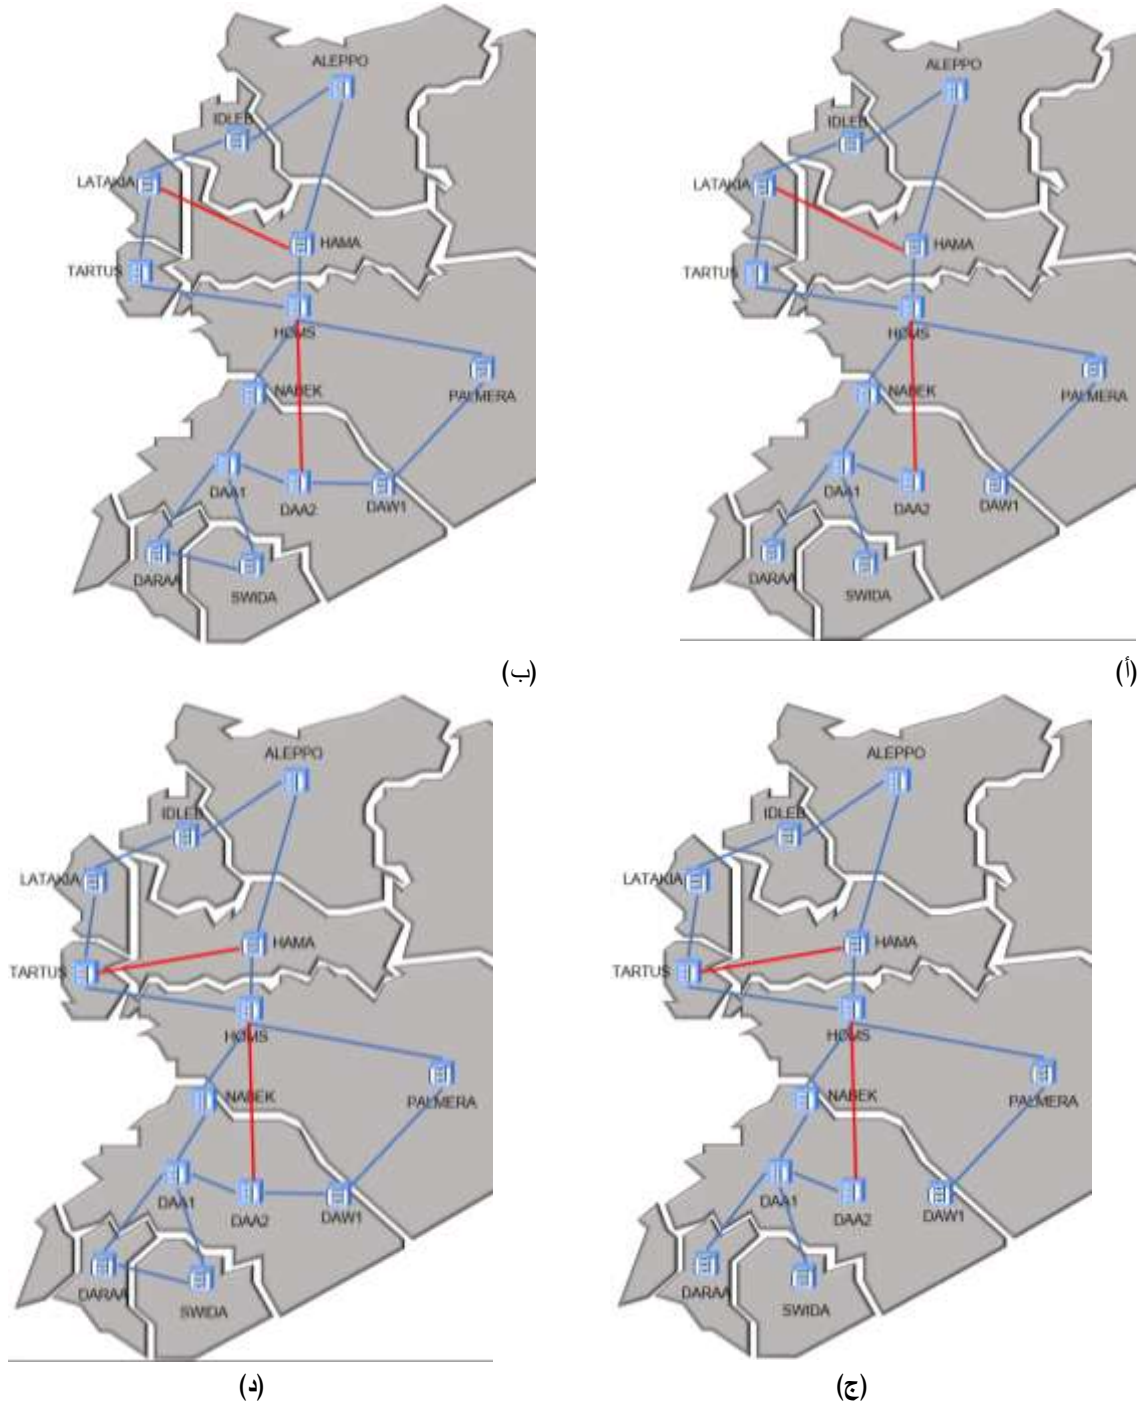 ALEPPO
IDLEB
LATAKIA
HAMA
TARTUS
HOMS
NABEK
PALMERA
DAA1
DAA2
DAW1
DARAA
SWIDA
(أ)
ALEPPO
IDLEB
LATAKIA
HAMA
TARTUS
HOMS
NABEK
PALMERA
DAA1
DAA2
DAW1
DARAA
SWIDA
(ب)
ALEPPO
IDLEB
LATAKIA
HAMA
TARTUS
HOMS
NABEK
PALMERA
DAA1
DAA2
DAW1
DARAA
SWIDA
(ج)
ALEPPO
IDLEB
LATAKIA
HAMA
TARTUS
HOMS
NABEK
PALMERA
DAA1
DAA2
DAW1
DARAA
SWIDA
(د)